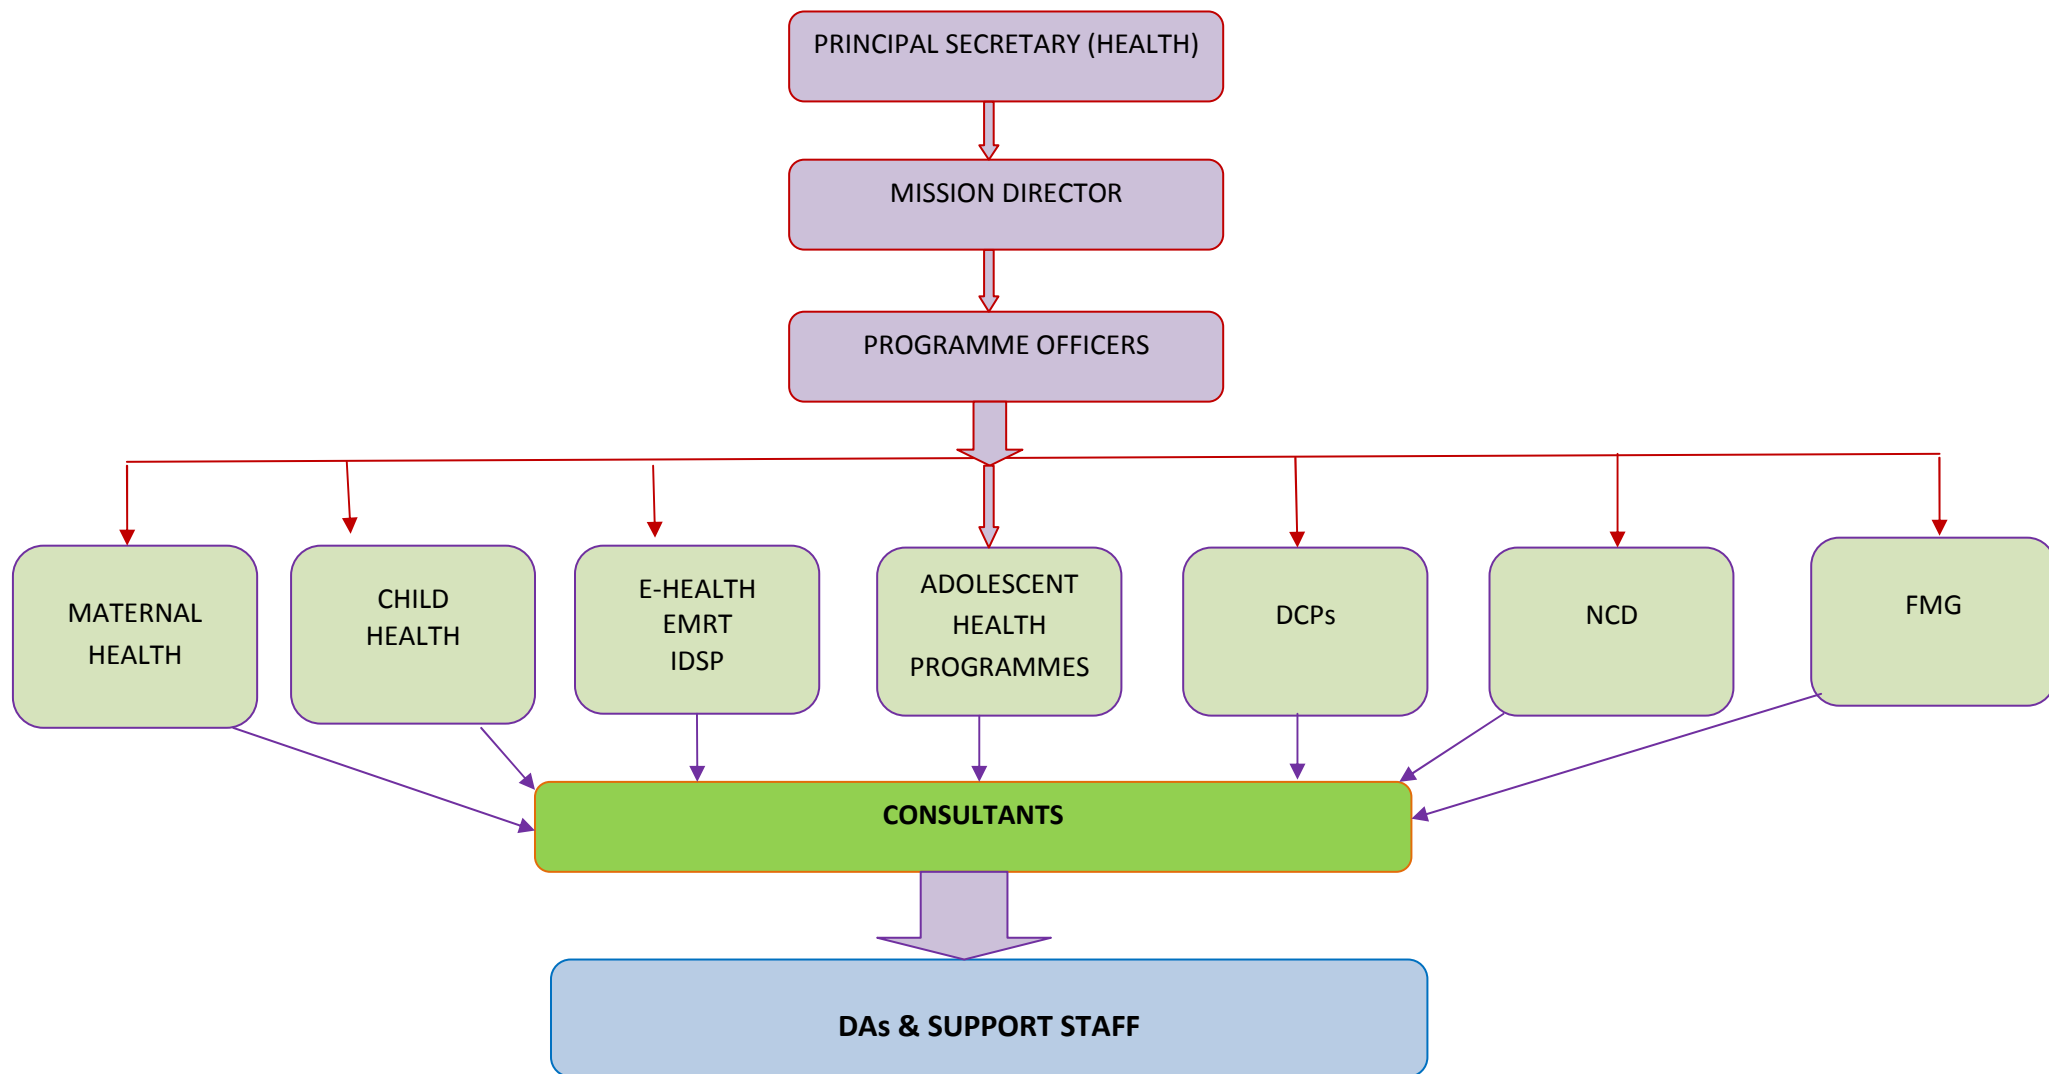 PRINCIPAL SECRETARY (HEALTH)
MISSION DIRECTOR
PROGRAMME OFFICERS
MATERNAL
HEALTH
CHILD
HEALTH
E-HEALTH
EMRT
IDSP
ADOLESCENT
HEALTH
PROGRAMMES
DCPs
NCD
FMG
CONSULTANTS
DAs & SUPPORT STAFF